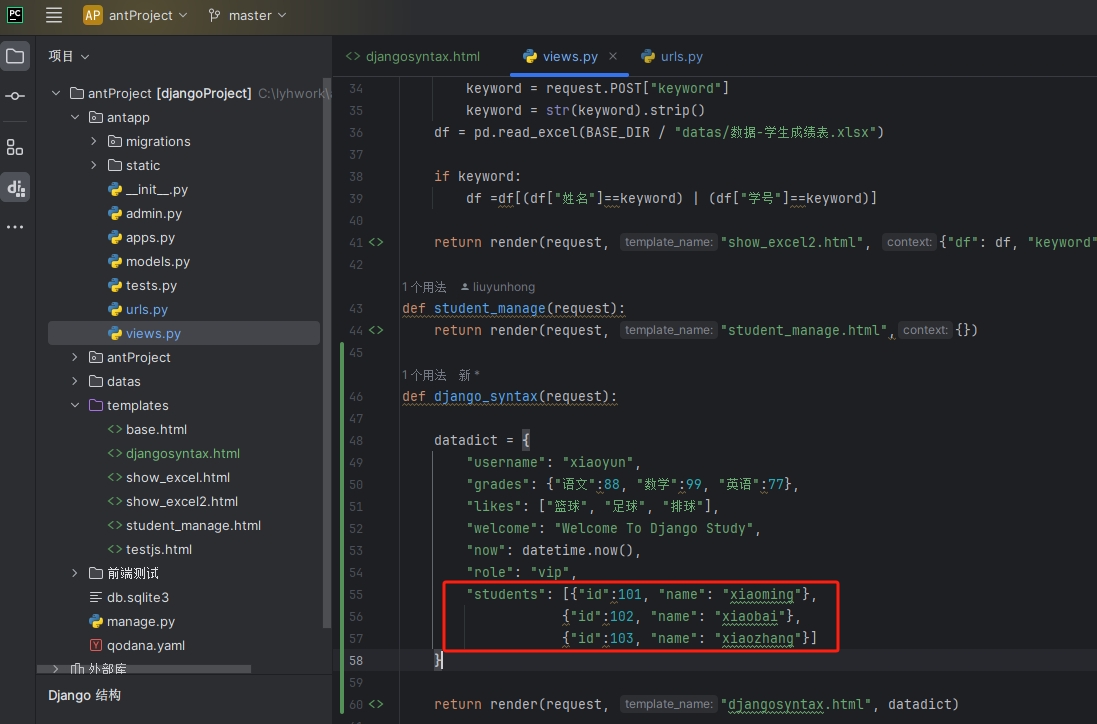 PC
AP antProject master
项目
djangosyntax.html views.py × urls.py
antProject [djangoProject] C:\lyhwork\
antapp
migrations
static
__init__.py
admin.py
apps.py
models.py
tests.py
urls.py
views.py
antProject
datas
templates
base.html
djangosyntax.html
show_excel.html
show_excel2.html
student_manage.html
testjs.html
前端测试
db.sqlite3
manage.py
Y qodana.yaml
外部库
Django 结构
34 keyword = request.POST["keyword"]
35 keyword = str(keyword).strip()
36 df = pd.read_excel(BASE_DIR / "datas/数据-学生成绩表.xlsx")
37
38 if keyword:
39 df =df[(df["姓名"]==keyword) | (df["学号"]==keyword)]
40
41 <> return render(request, template_name: "show_excel2.html", context: {"df": df, "keyword"
42
1个用法 liuyunhong
43 def student_manage(request):
44 <> return render(request, template_name: "student_manage.html", context: {})
45
1个用法 新 *
46 def django_syntax(request):
47
48 datadict = {
49 "username": "xiaoyun",
50 "grades": {"语文":88, "数学":99, "英语":77},
51 "likes": ["篮球", "足球", "排球"],
52 "welcome": "Welcome To Django Study",
53 "now": datetime.now(),
54 "role": "vip",
55 "students": [{"id":101, "name": "xiaoming"},
56 {"id":102, "name": "xiaobai"},
57 {"id":103, "name": "xiaozhang"}]
58 }
59
60 <> return render(request, template_name: "djangosyntax.html", datadict)